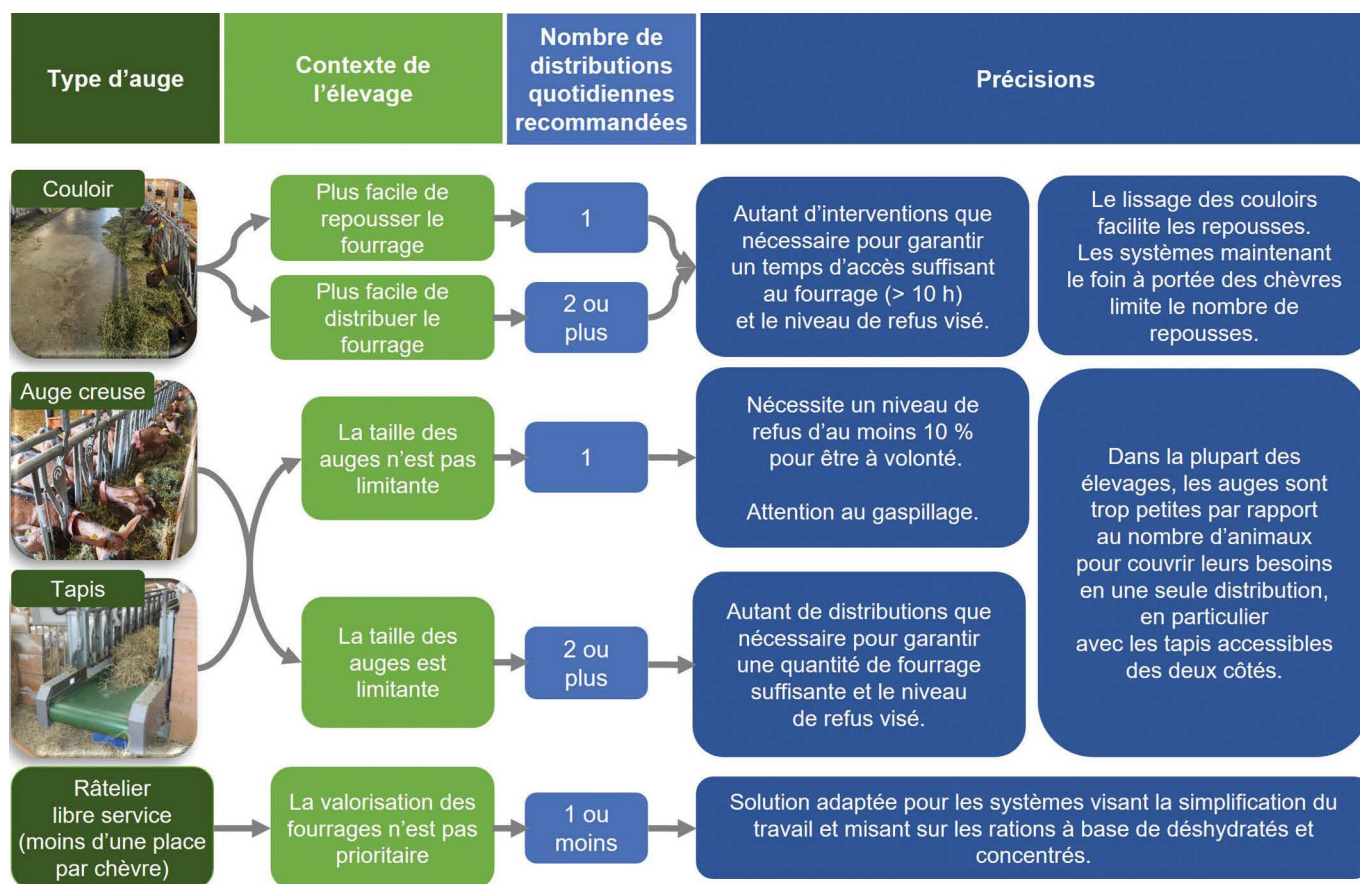 Type d’auge
Contexte de
l’élevage
Nombre de
distributions
quotidiennes
recommandées
Précisions
Couloir
Plus facile de
repousser le
fourrage
1
Plus facile de
distribuer le
fourrage
2 ou
plus
Autant d’interventions que
nécessaire pour garantir
un temps d’accès suffisant
au fourrage (> 10 h)
et le niveau de refus visé.
Le lissage des couloirs
facilite les repousses.
Les systèmes maintenant
le foin à portée des chèvres
limite le nombre de
repousses.
Auge creuse
La taille des
auges n’est pas
limitante
1
Nécessite un niveau de
refus d’au moins 10 %
pour être à volonté.
Attention au gaspillage.
Tapis
La taille des
auges est
limitante
2 ou
plus
Autant de distributions que
nécessaire pour garantir
une quantité de fourrage
suffisante et le niveau
de refus visé.
Dans la plupart des
élevages, les auges sont
trop petites par rapport
au nombre d’animaux
pour couvrir leurs besoins
en une seule distribution,
en particulier
avec les tapis accessibles
des deux côtés.
Râtelier
libre service
(moins d’une place
par chèvre)
La valorisation des
fourrages n’est pas
prioritaire
1 ou
moins
Solution adaptée pour les systèmes visant la simplification du
travail et misant sur les rations à base de déshydratés et
concentrés.